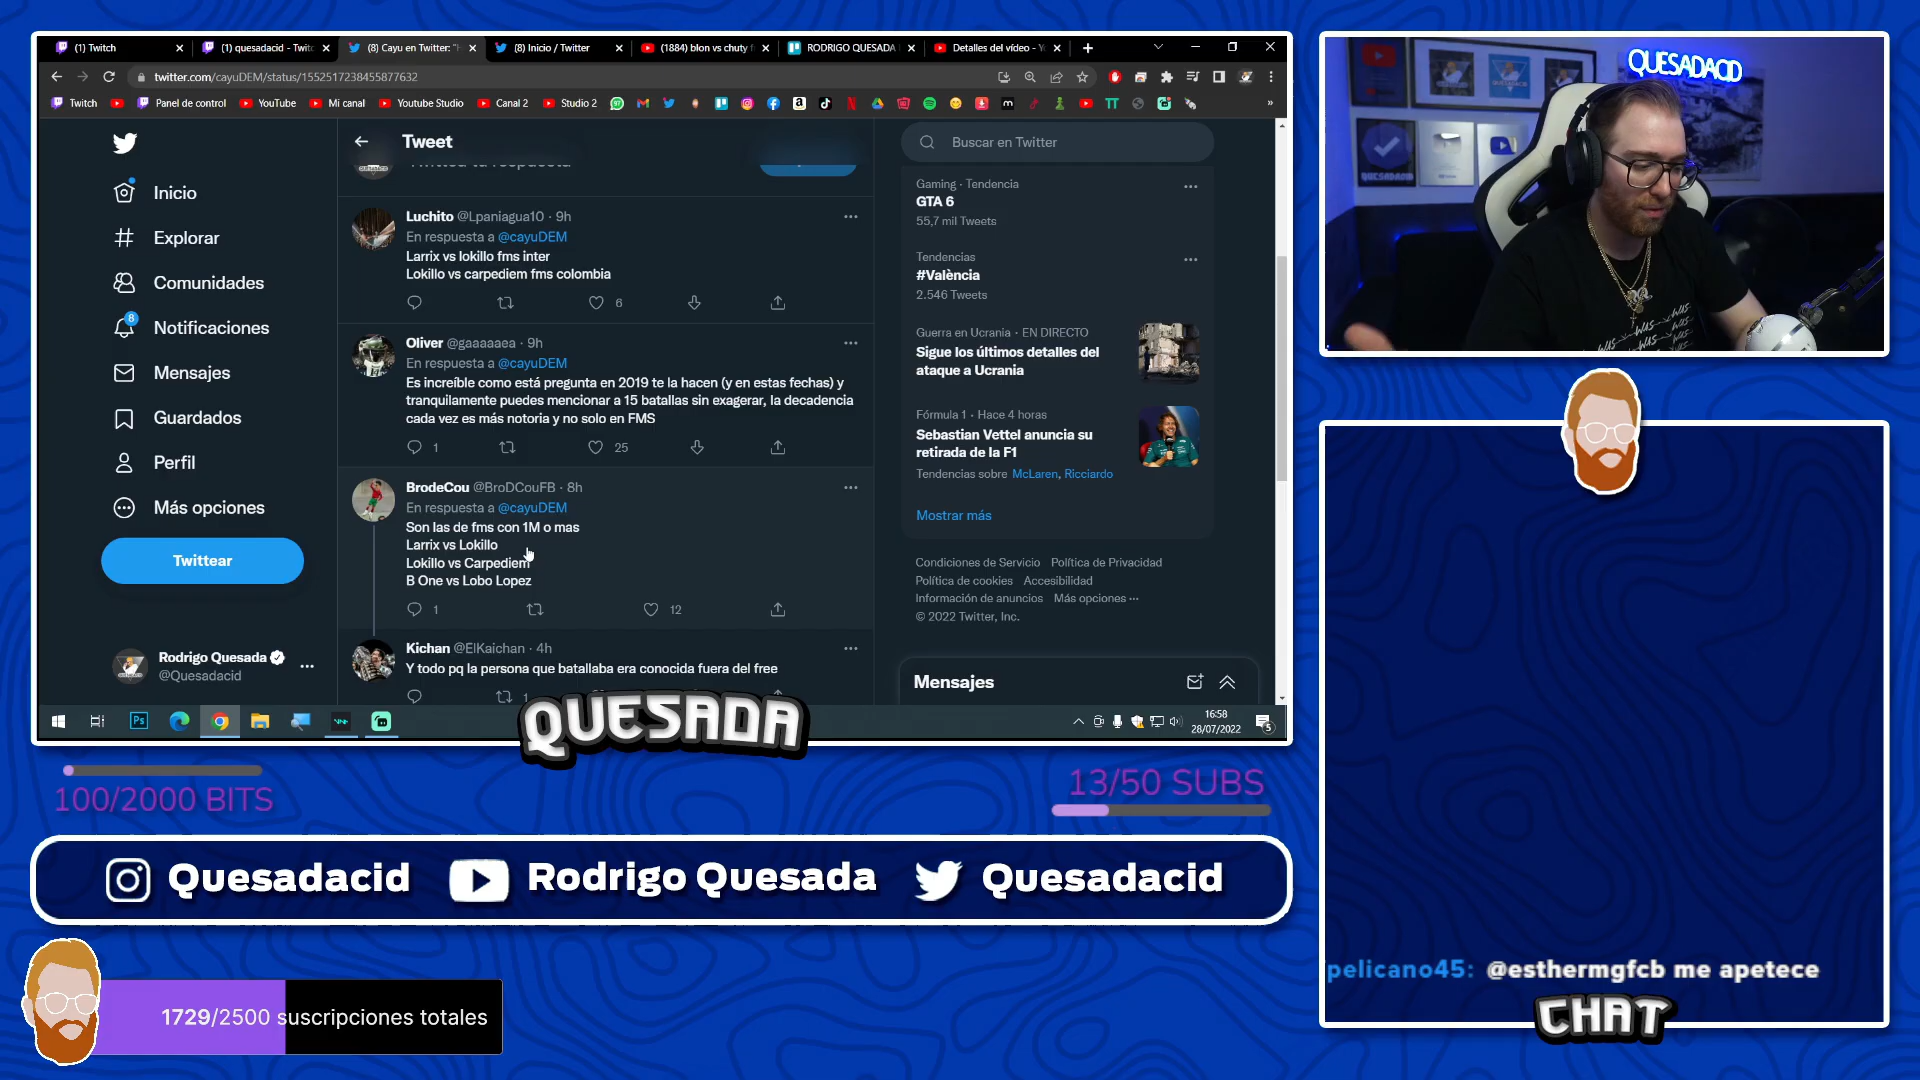 (1) Twitch
(1) quesadacid - Twitc
(8) Cayu en Twitter: "H
(8) Inicio / Twitter
(1884) blon vs chuty f
RODRIGO QUESADA
Detalles del vídeo - Y
twitter.com/cayuDEM/status/1552517238455877632
Twitch
Panel de control
YouTube
Mi canal
Youtube Studio
Canal 2
Studio 2
Tweet
Inicio
Explorar
Comunidades
Notificaciones
8
Mensajes
Guardados
Perfil
Más opciones
Twittear
Rodrigo Quesada
@Quesadacid
Twittea tu respuesta
Luchito @Lpaniagua10 · 9h
En respuesta a @cayuDEM
Larrix vs lokillo fms inter
Lokillo vs carpediem fms colombia
6
Oliver @gaaaaaea · 9h
En respuesta a @cayuDEM
Es increíble como está pregunta en 2019 te la hacen (y en estas fechas) y
tranquilamente puedes mencionar a 15 batallas sin exagerar, la decadencia
cada vez es más notoria y no solo en FMS
1
25
BrodeCou @BroDCouFB · 8h
En respuesta a @cayuDEM
Son las de fms con 1M o mas
Larrix vs Lokillo
Lokillo vs Carpediem
B One vs Lobo Lopez
1
12
Kichan @ElKaichan · 4h
Y todo pq la persona que batallaba era conocida fuera del free
1
Buscar en Twitter
Gaming · Tendencia
GTA 6
55,7 mil Tweets
Tendencias
#València
2.546 Tweets
Guerra en Ucrania · EN DIRECTO
Sigue los últimos detalles del
ataque a Ucrania
Fórmula 1 · Hace 4 horas
Sebastian Vettel anuncia su
retirada de la F1
Tendencias sobre McLaren, Ricciardo
Mostrar más
Condiciones de Servicio Política de Privacidad
Política de cookies Accesibilidad
Información de anuncios Más opciones ···
© 2022 Twitter, Inc.
Mensajes
Ps
16:58
28/07/2022
5
QUESADACID
QUESADACID
QUESADA
100/2000 BITS
13/50 SUBS
Quesadacid
Rodrigo Quesada
Quesadacid
1729/2500 suscripciones totales
pelicano45: @esthermgfcb me apetece
CHAT